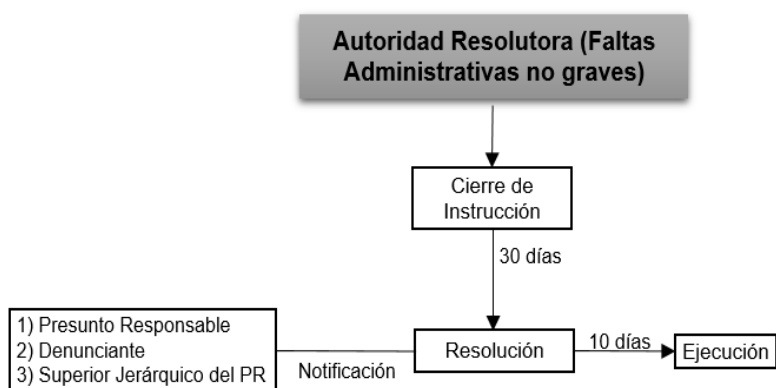 Autoridad Resolutora (Faltas
Administrativas no graves)
Cierre de
Instrucción
30 días
1) Presunto Responsable
2) Denunciante
3) Superior Jerárquico del PR
Notificación
Resolución
10 días
Ejecución